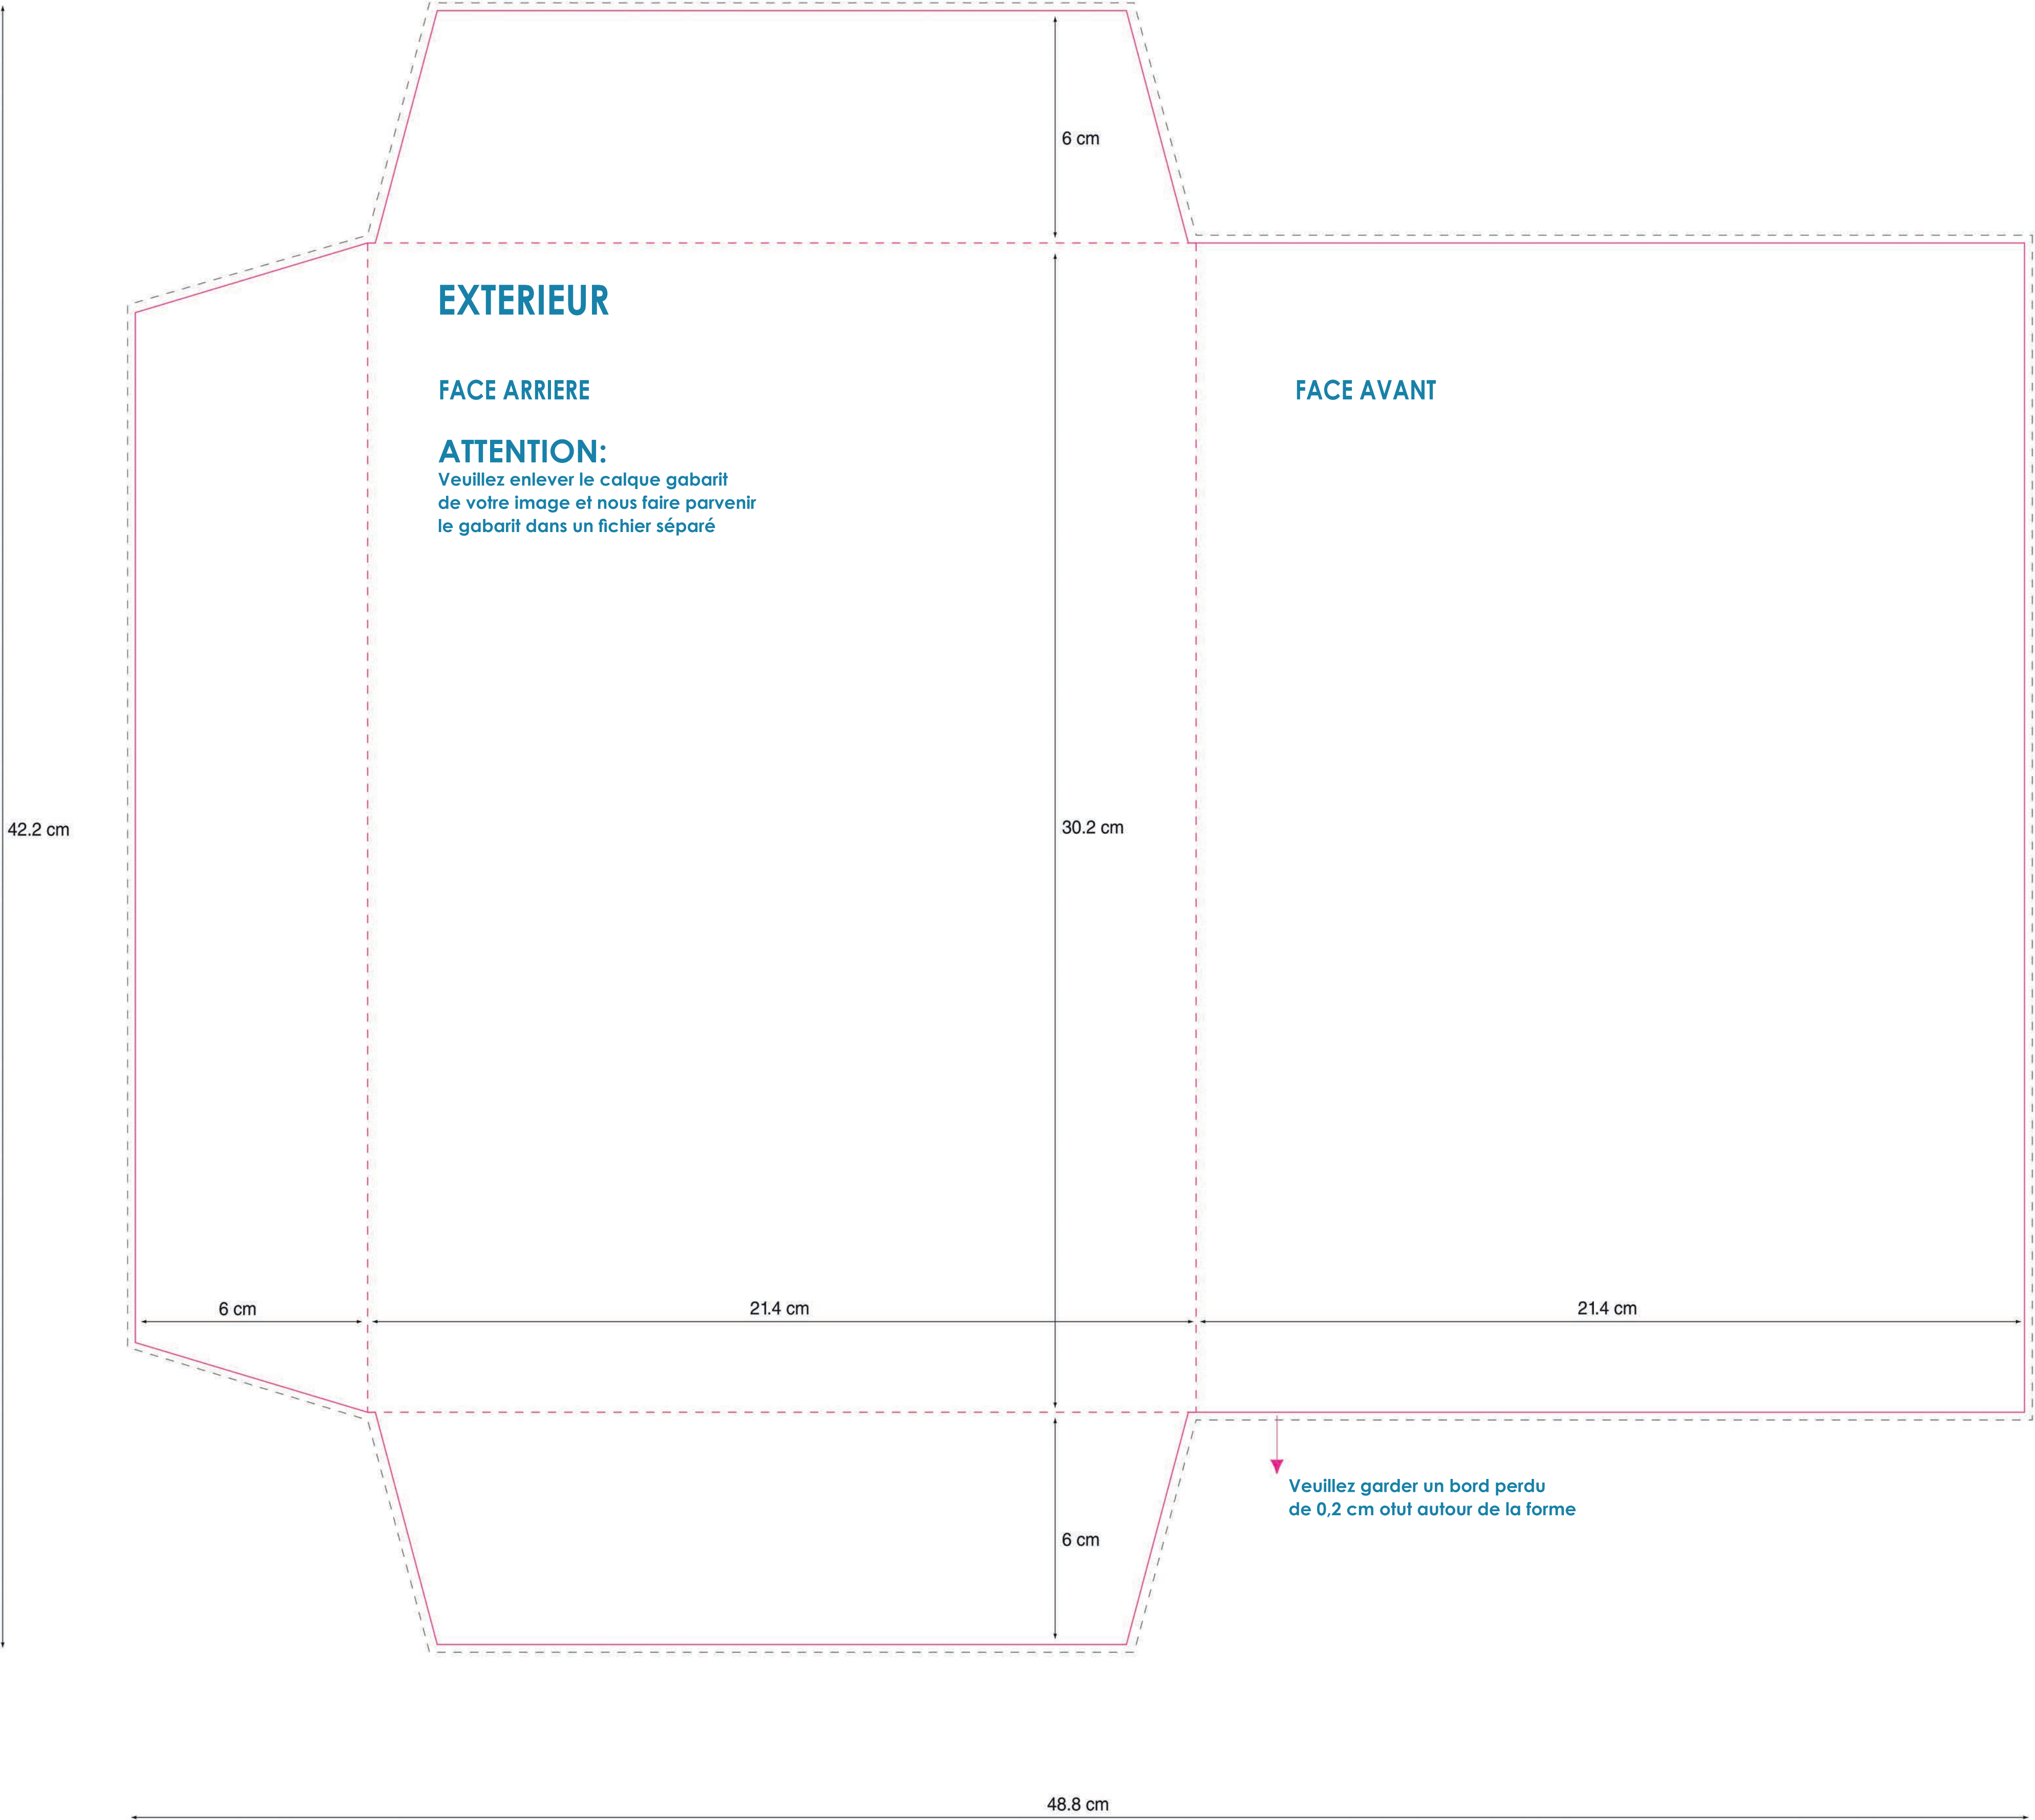 6 cm
EXTERIEUR
FACE ARRIERE
FACE AVANT
ATTENTION:
Veuillez enlever le calque gabarit
de votre image et nous faire parvenir
le gabarit dans un fichier séparé
42.2 cm
30.2 cm
6 cm
21.4 cm
21.4 cm
Veuillez garder un bord perdu
de 0,2 cm otut autour de la forme
6 cm
48.8 cm